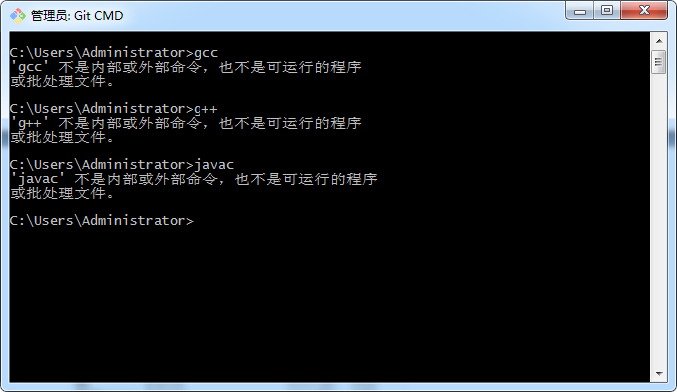 管理员: Git CMD
C:\Users\Administrator>gcc
'gcc' 不是内部或外部命令，也不是可运行的程序
或批处理文件。
C:\Users\Administrator>g++
'g++' 不是内部或外部命令，也不是可运行的程序
或批处理文件。
C:\Users\Administrator>javac
'javac' 不是内部或外部命令，也不是可运行的程序
或批处理文件。
C:\Users\Administrator>